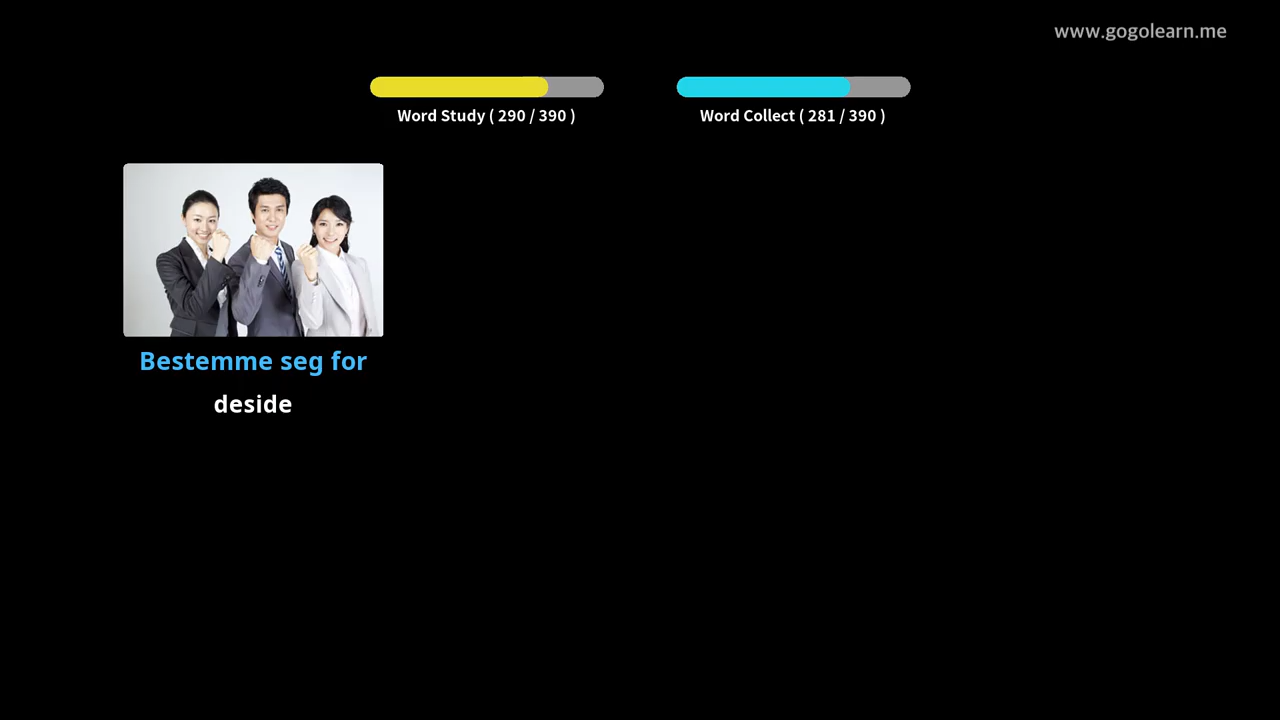 www.gogolearn.me
Word Study ( 290 / 390 )
Word Collect ( 281 / 390 )
Bestemme seg for
deside